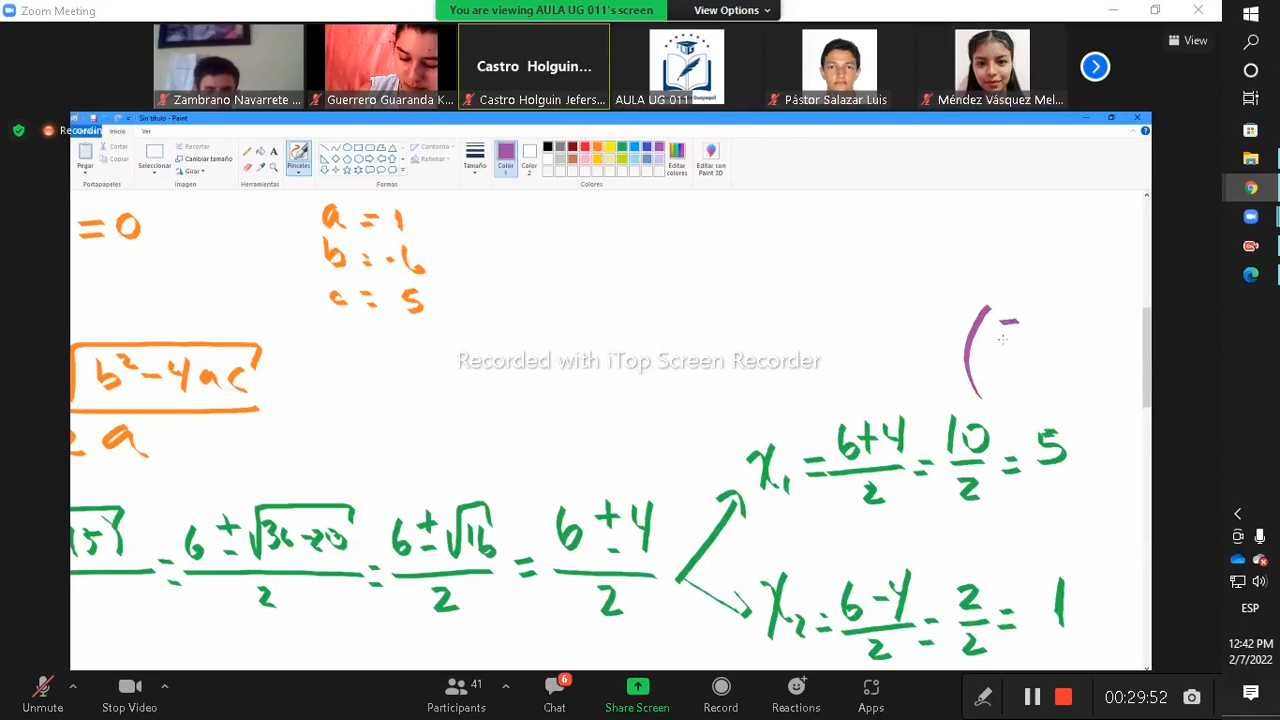 Zoom Meeting
You are viewing AULA UG 011's screen
View Options
Castro Holguin...
Zambrano Navarrete ...
Guerrero Guaranda K...
Castro Holguin Jefers...
AULA UG 011
Pástor Salazar Luis
Méndez Vásquez Mel...
View
Recordin
Sin título - Paint
Inicio
Ver
Pegar
Cortar
Copiar
Portapapeles
Seleccionar
Recortar
Cambiar tamaño
Girar
Imagen
Herramientas
Pinceles
Contorno
Rellenar
Formas
Tamaño
Color 1
Color 2
Editar colores
Colores
Editar con Paint 3D
= 0
a = 1
b = -6
c = 5
b² - 4ac
a
Recorded with iTop Screen Recorder
( -
x₁ = 6+4/2 = 10/2 = 5
= 6 ± √36-20/2 = 6 ± √16/2 = 6 ± 4/2
x₂ = 6-4/2 = 2/2 = 1
ESP
12:42 PM
2/7/2022
Unmute
Stop Video
41
Participants
6
Chat
Share Screen
Record
Reactions
Apps
00:29:52